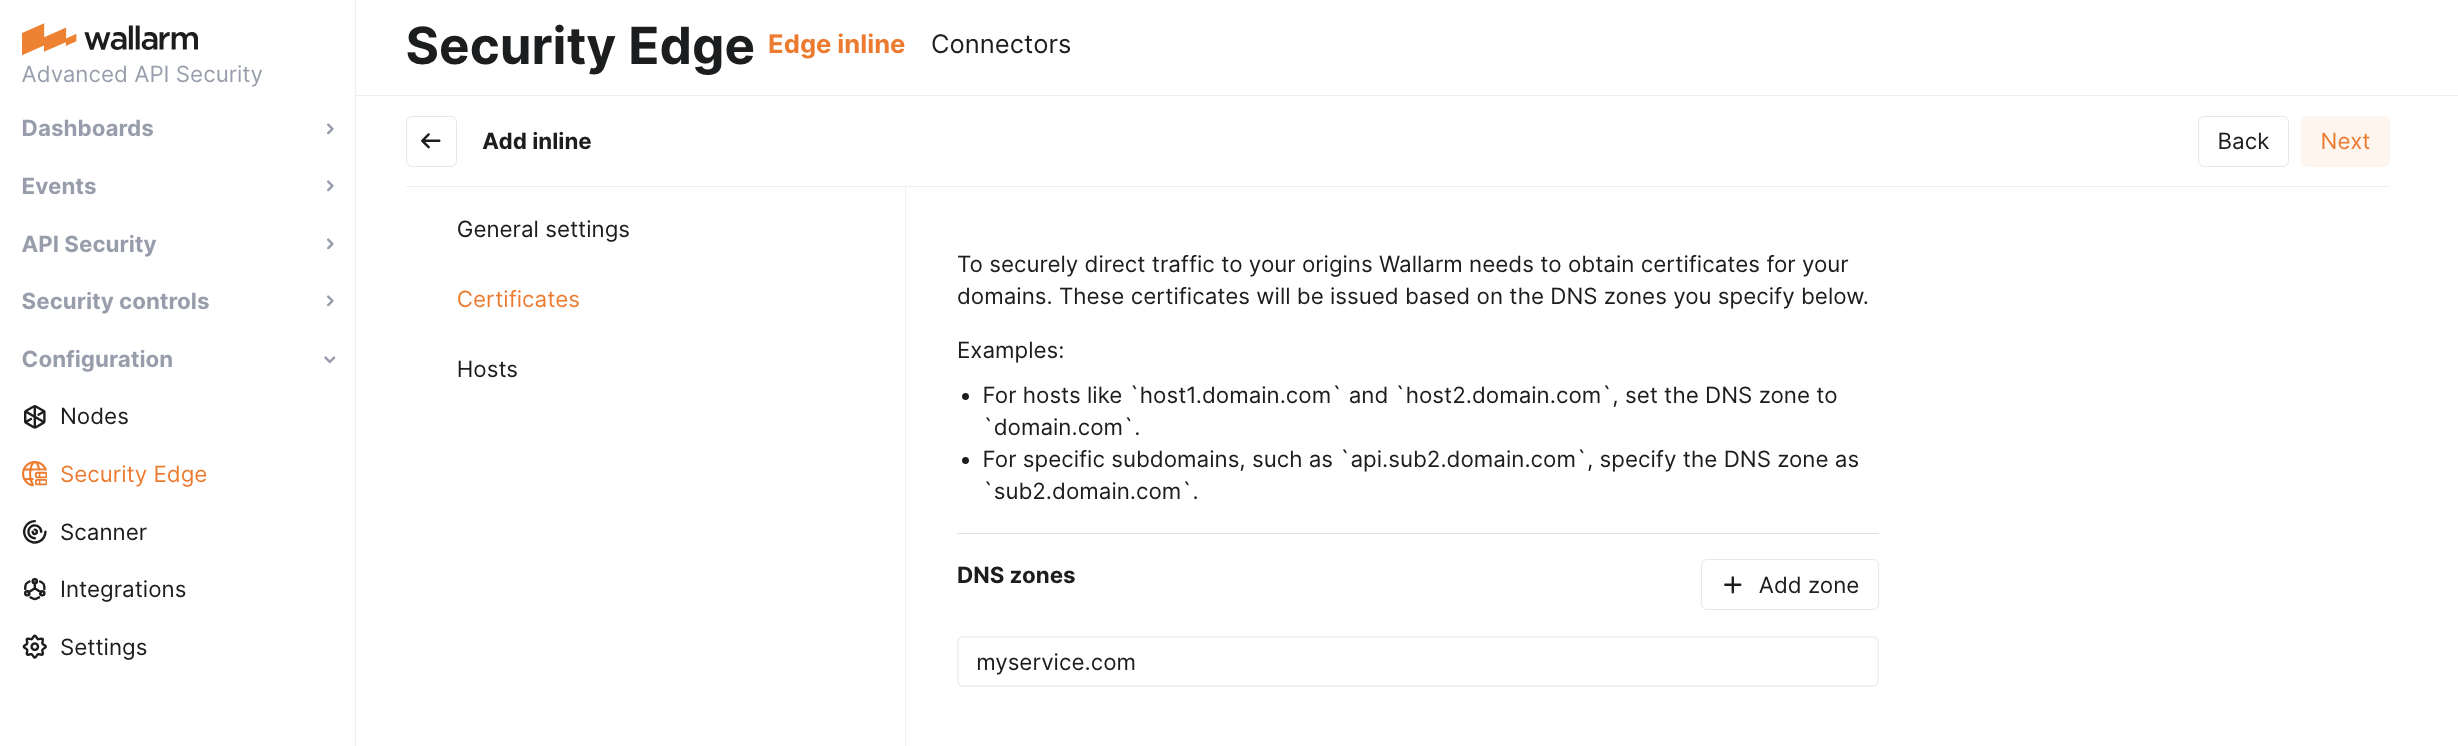 wallarm
Advanced API Security
Dashboards
Events
API Security
Security controls
Configuration
Nodes
Security Edge
Scanner
Integrations
Settings
Security Edge Edge inline Connectors
Add inline
Back Next
General settings
Certificates
Hosts
To securely direct traffic to your origins Wallarm needs to obtain certificates for your
domains. These certificates will be issued based on the DNS zones you specify below.
Examples:
• For hosts like `host1.domain.com` and `host2.domain.com`, set the DNS zone to
`domain.com`.
• For specific subdomains, such as `api.sub2.domain.com`, specify the DNS zone as
`sub2.domain.com`.
DNS zones
+ Add zone
myservice.com